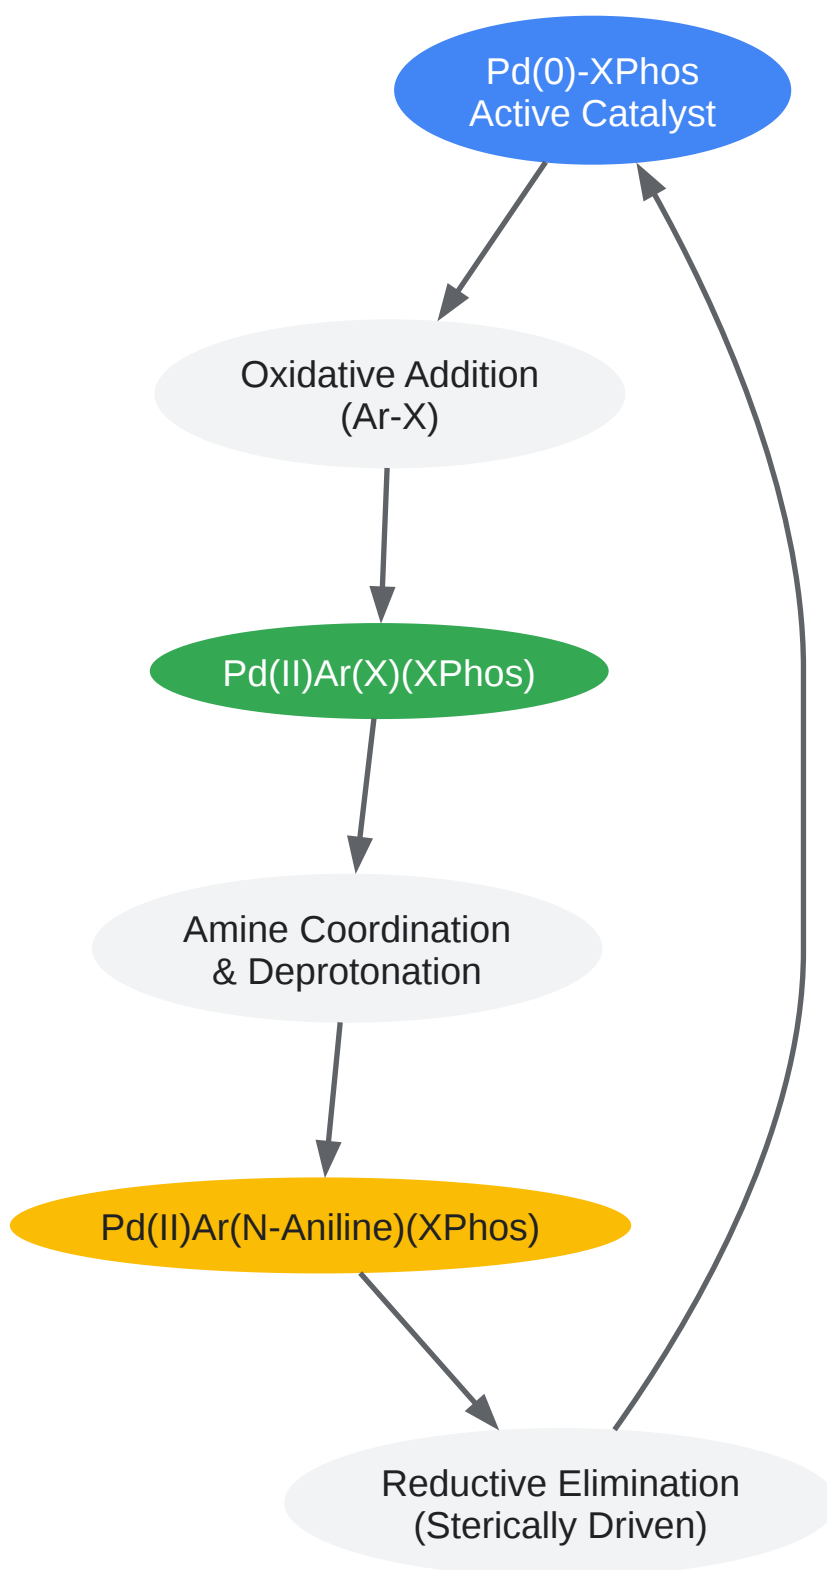 Pd(0)-XPhos
Active Catalyst
Oxidative Addition
(Ar-X)
Pd(II)Ar(X)(XPhos)
Amine Coordination
& Deprotonation
Pd(II)Ar(N-Aniline)(XPhos)
Reductive Elimination
(Sterically Driven)